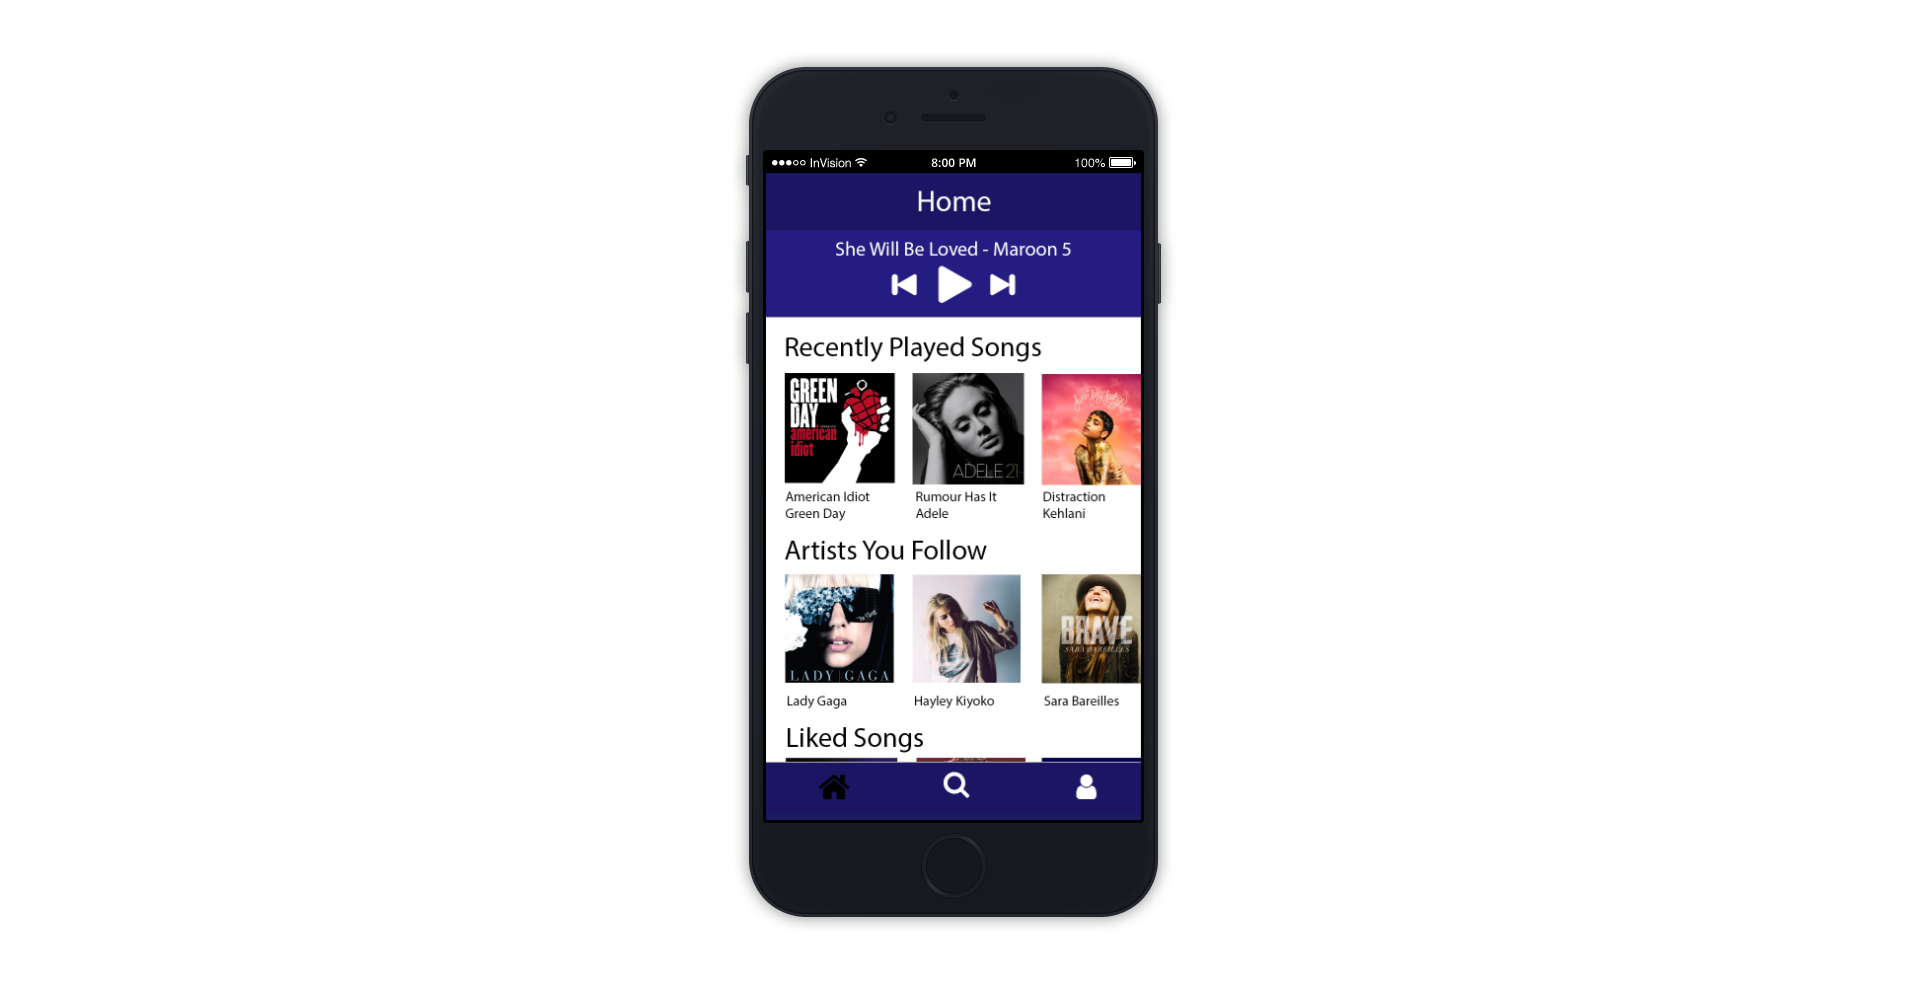 InVision 8:00 PM 100%
Home
She Will Be Loved - Maroon 5
Recently Played Songs
GREEN
DAY
american
idiot
ADELE 21
American Idiot Rumour Has It Distraction
Green Day Adele Kehlani
Artists You Follow
LADY GAGA
BRAVE
SARA BAREILLES
Lady Gaga Hayley Kiyoko Sara Bareilles
Liked Songs